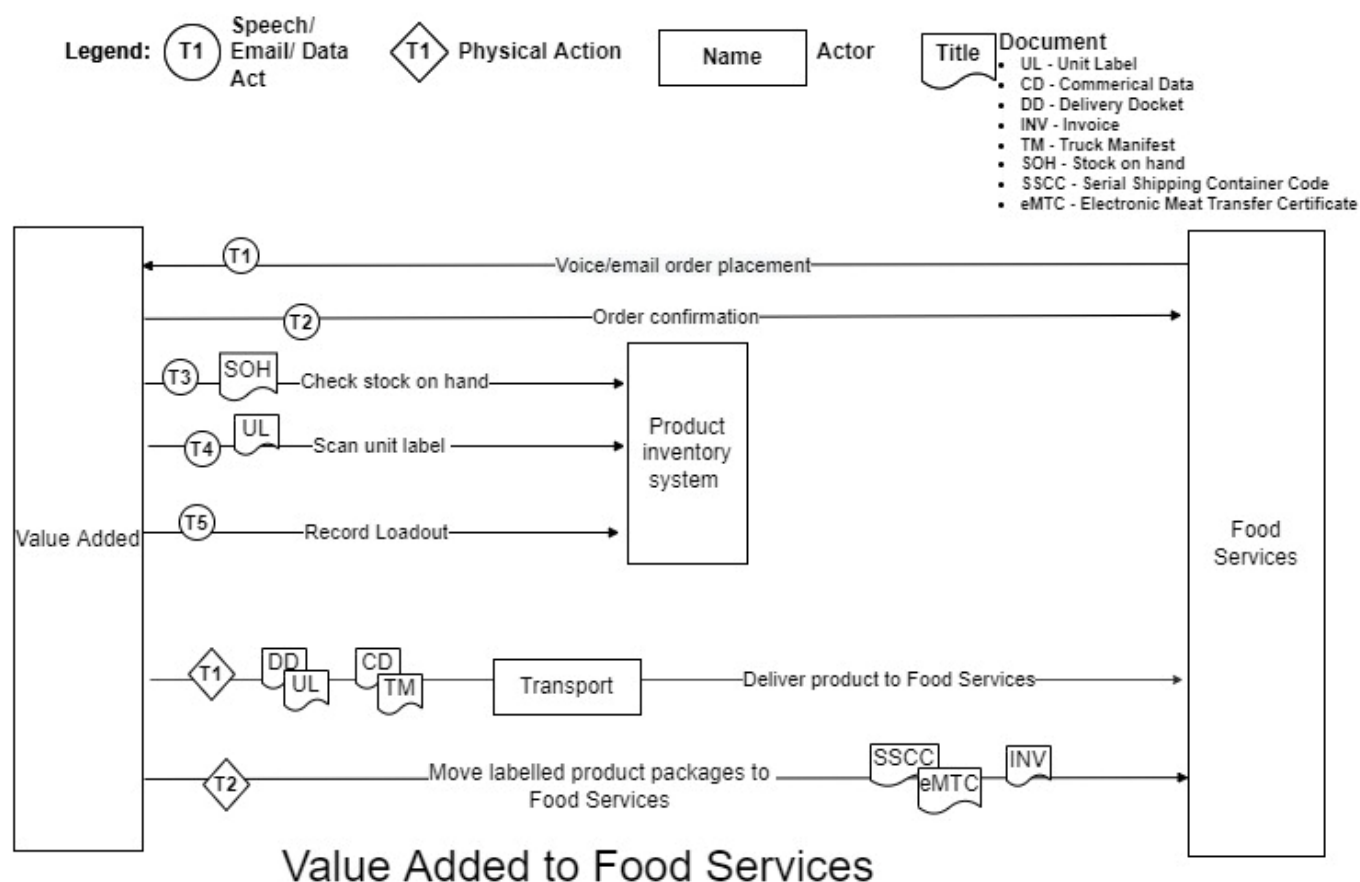 Legend: T1 Speech/
Email/ Data
Act
T1 Physical Action
Name Actor
Title Document
UL - Unit Label
CD - Commerical Data
DD - Delivery Docket
INV - Invoice
TM - Truck Manifest
SOH - Stock on hand
SSCC - Serial Shipping Container Code
eMTC - Electronic Meat Transfer Certificate
T1 Voice/email order placement
T2 Order confirmation
T3 SOH Check stock on hand
T4 UL Scan unit label
Product
inventory
system
T5 Record Loadout
Value Added
Food
Services
T1 DD UL CD TM Transport Deliver product to Food Services
T2 Move labelled product packages to
Food Services
SSCC eMTC INV
Value Added to Food Services